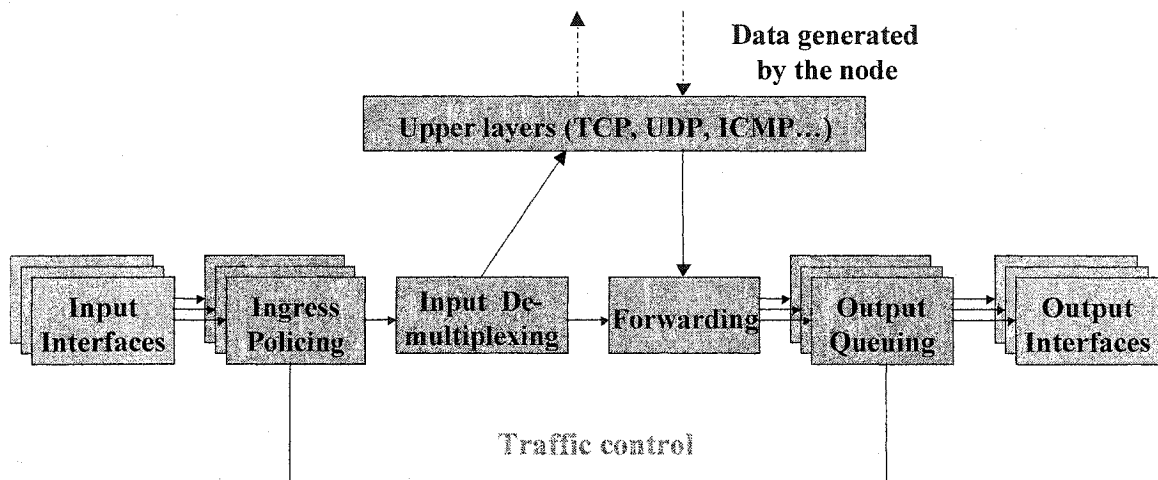 Data generated
by the node
Upper layers (TCP, UDP, ICMP...)
Input
Interfaces
Ingress
Policing
Input De-
multiplexing
Forwarding
Output
Queuing
Output
Interfaces
Traffic control